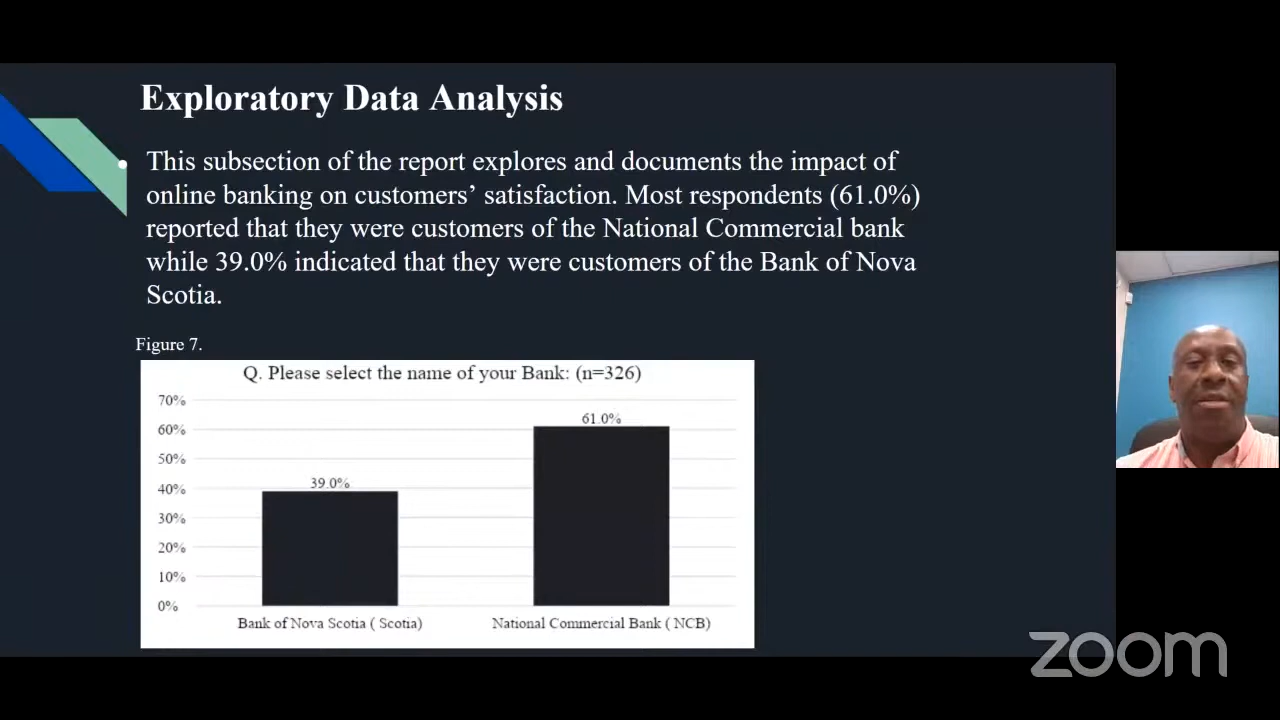 Exploratory Data Analysis
• This subsection of the report explores and documents the impact of
online banking on customers’ satisfaction. Most respondents (61.0%)
reported that they were customers of the National Commercial bank
while 39.0% indicated that they were customers of the Bank of Nova
Scotia.
Figure 7.
Q. Please select the name of your Bank: (n=326)
70%
60%
50%
40%
30%
20%
10%
0%
39.0%
61.0%
Bank of Nova Scotia ( Scotia)
National Commercial Bank ( NCB)
zoom